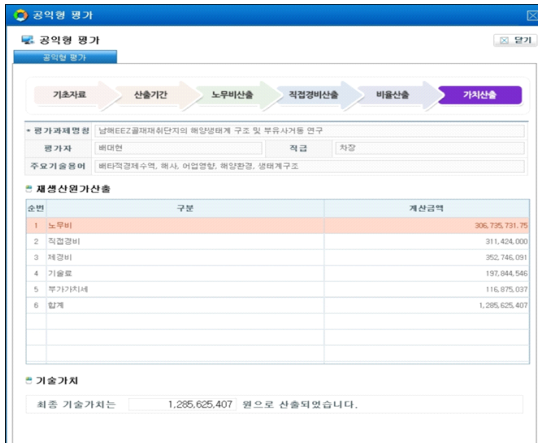 공익형 평가
공익형 평가
닫기
공익형 평가
기초자료 산출기간 노무비산출 직접경비산출 비율산출 가치산출
* 평가과제명칭 남해EEZ골재채취단지의 해양생태계 구조 및 부유사거동 연구
평가자 배대현 직급 차장
주요기술용어 배타적경제수역, 해사, 어업영향, 해양환경, 생태계구조
재생산원가산출
순번 구분 계산금액
1 노무비 306,735,731.75
2 직접경비 311,424,000
3 제경비 352,746,091
4 기술료 197,844,546
5 부가가치세 116,875,037
6 합계 1,285,625,407
기술가치
최종 기술가치는 1,285,625,407 원으로 산출되었습니다.